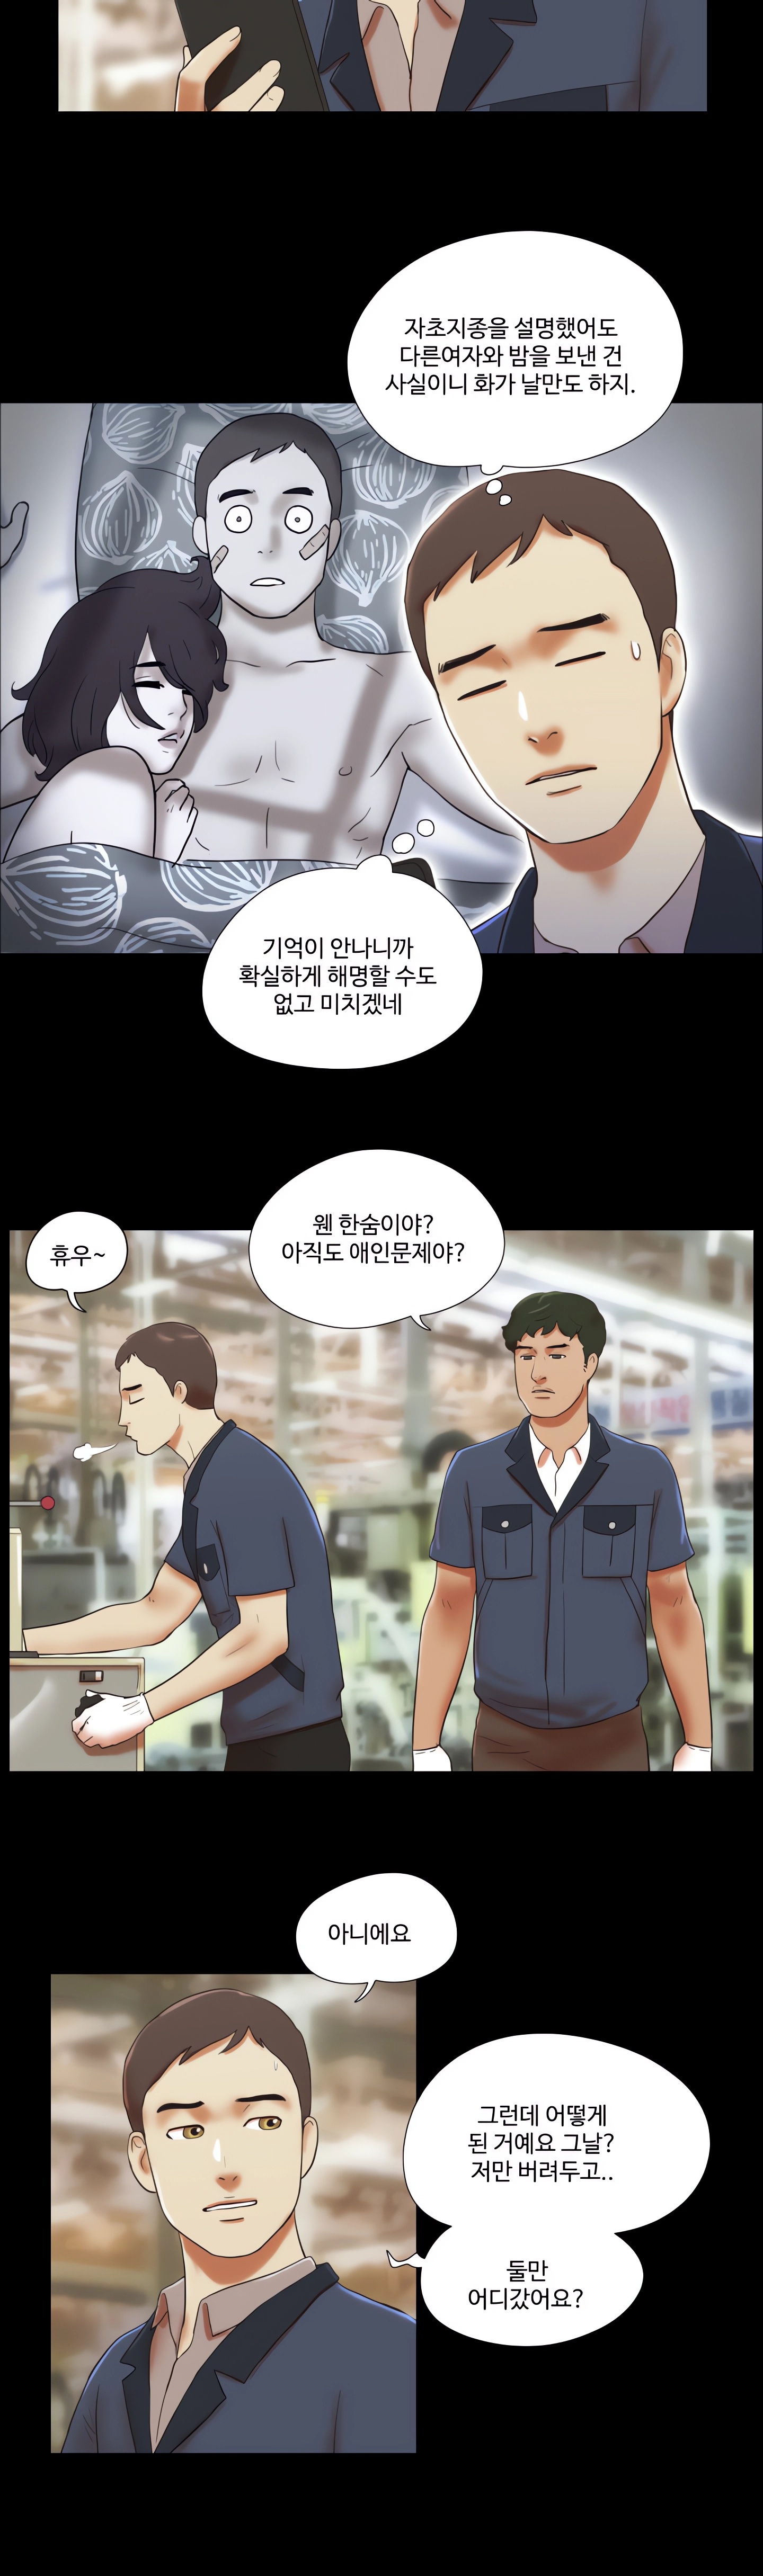 자초지종을 설명했어도
다른여자와 밤을 보낸 건
사실이니 화가 날만도 하지.
기억이 안나니까
확실하게 해명할 수도
없고 미치겠네
휴우~
웬 한숨이야?
아직도 애인문제야?
아니에요
그런데 어떻게
된 거예요 그날?
저만 버려두고..
둘만
어디갔어요?